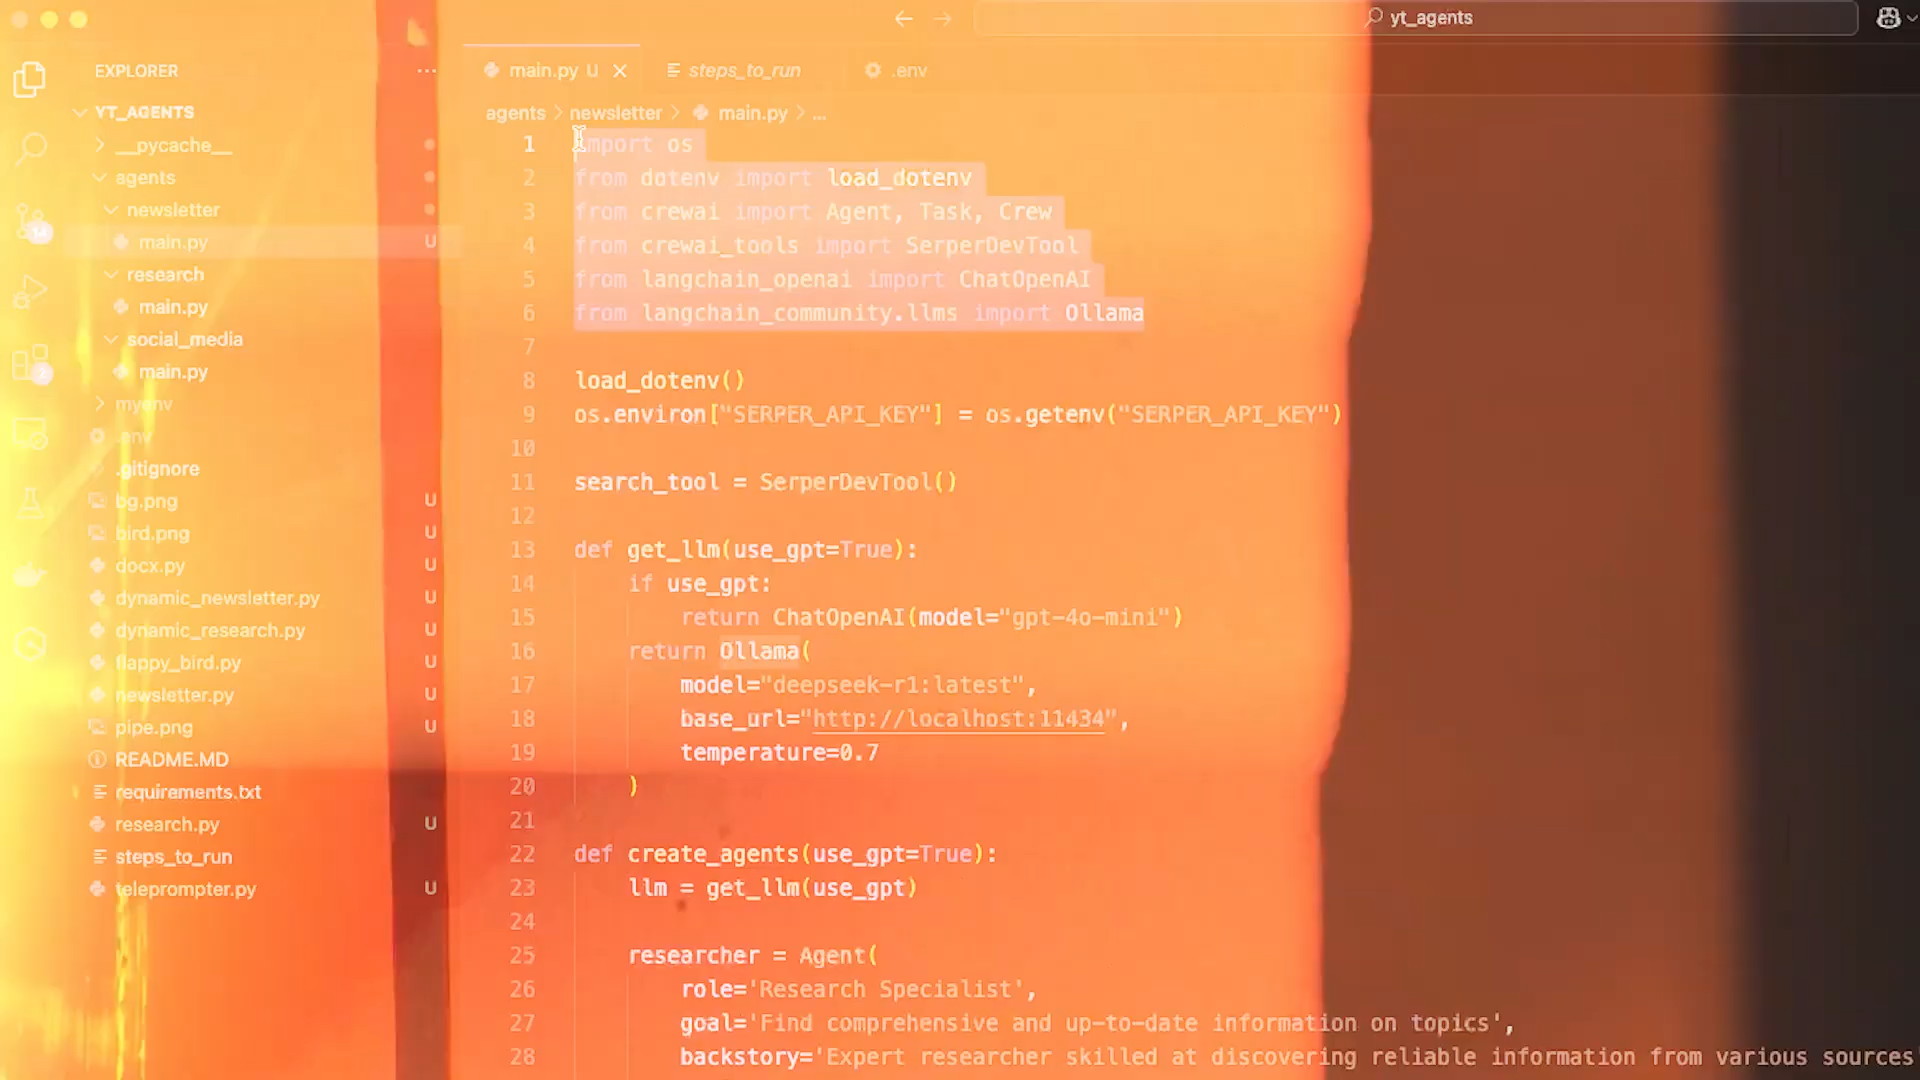 yt_agents
EXPLORER
YT_AGENTS
__pycache__
agents
newsletter
main.py U
research
main.py
social_media
main.py
myenv
.env
.gitignore
bg.png U
bird.png U
docx.py U
dynamic_newsletter.py U
dynamic_research.py U
flappy_bird.py U
newsletter.py U
pipe.png U
README.MD
requirements.txt
research.py U
steps_to_run
teleprompter.py U
14
2
main.py U
steps_to_run
.env
agents > newsletter > main.py > ...
1 import os
2 from dotenv import load_dotenv
3 from crewai import Agent, Task, Crew
4 from crewai_tools import SerperDevTool
5 from langchain_openai import ChatOpenAI
6 from langchain_community.llms import Ollama
7
8 load_dotenv()
9 os.environ["SERPER_API_KEY"] = os.getenv("SERPER_API_KEY")
10
11 search_tool = SerperDevTool()
12
13 def get_llm(use_gpt=True):
14 if use_gpt:
15 return ChatOpenAI(model="gpt-4o-mini")
16 return Ollama(
17 model="deepseek-r1:latest",
18 base_url="http://localhost:11434",
19 temperature=0.7
20 )
21
22 def create_agents(use_gpt=True):
23 llm = get_llm(use_gpt)
24
25 researcher = Agent(
26 role='Research Specialist',
27 goal='Find comprehensive and up-to-date information on topics',
28 backstory='Expert researcher skilled at discovering reliable information from various sources